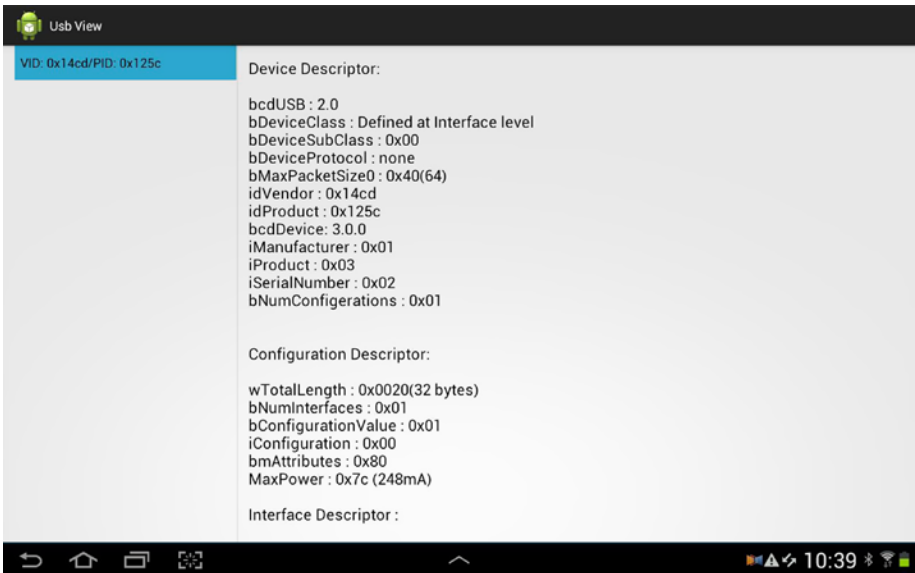 Usb View
VID: 0x14cd/PID: 0x125c
Device Descriptor:
bcdUSB : 2.0
bDeviceClass : Defined at Interface level
bDeviceSubClass : 0x00
bDeviceProtocol : none
bMaxPacketSize0 : 0x40(64)
idVendor : 0x14cd
idProduct : 0x125c
bcdDevice: 3.0.0
iManufacturer : 0x01
iProduct : 0x03
iSerialNumber : 0x02
bNumConfigerations : 0x01
Configuration Descriptor:
wTotalLength : 0x0020(32 bytes)
bNumInterfaces : 0x01
bConfigurationValue : 0x01
iConfiguration : 0x00
bmAttributes : 0x80
MaxPower : 0x7c (248mA)
Interface Descriptor :
10:39